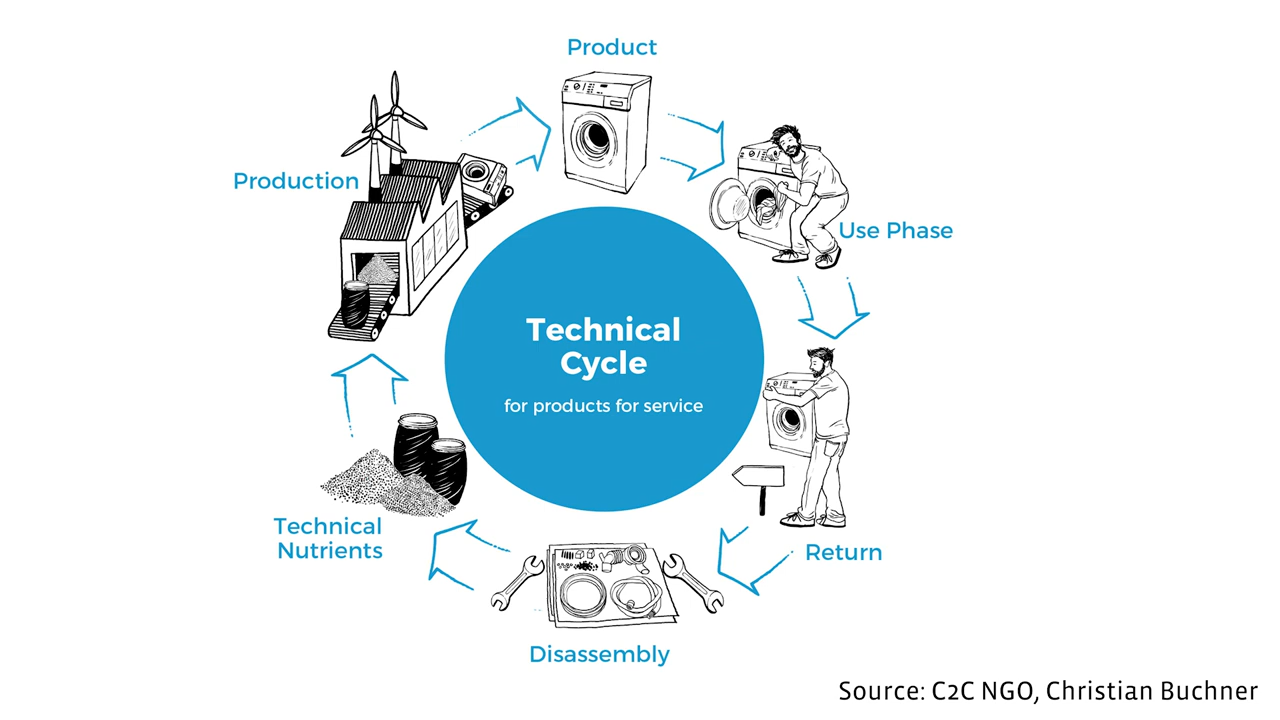 Product
Production
Use Phase
Technical
Cycle
for products for service
Technical
Nutrients
Return
Disassembly
Source: C2C NGO, Christian Buchner